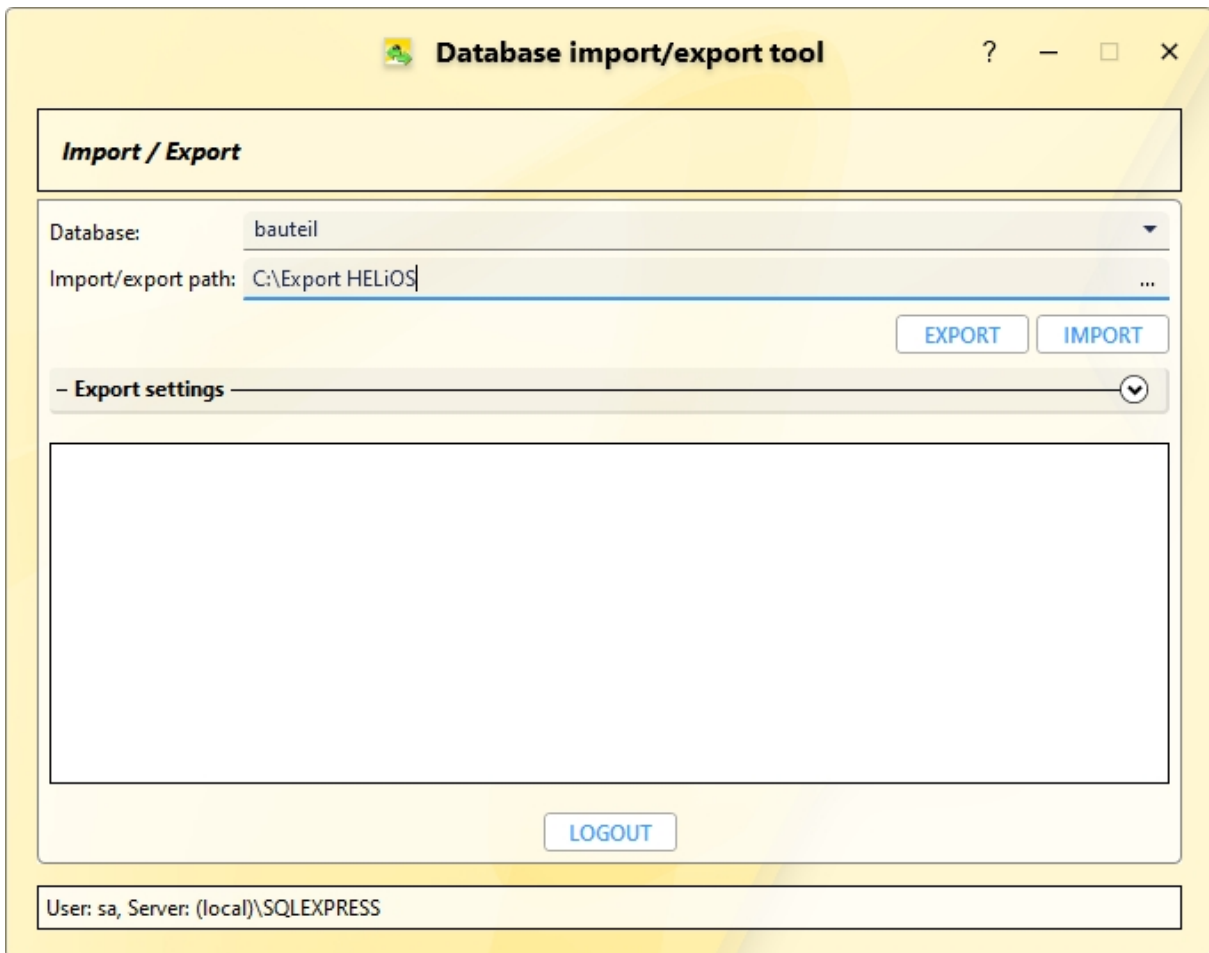 Database import/export tool
Import / Export
Database: bauteil
Import/export path: C:\Export HELiOS ...
EXPORT IMPORT
– Export settings
LOGOUT
User: sa, Server: (local)\SQLEXPRESS